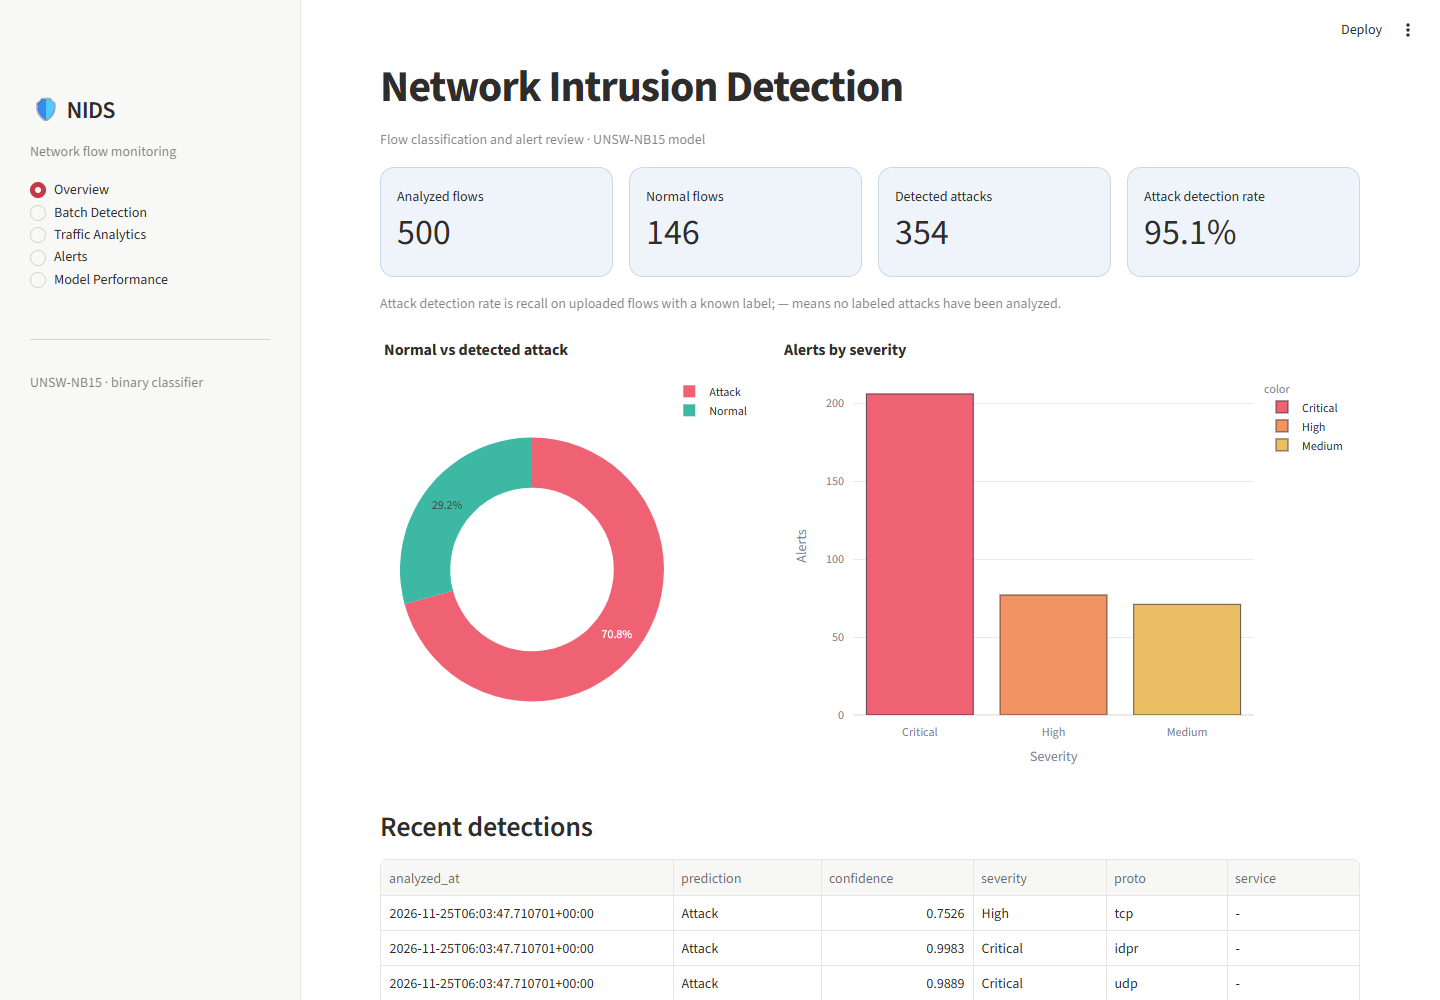 Deploy
NIDS
Network flow monitoring
Overview
Batch Detection
Traffic Analytics
Alerts
Model Performance
UNSW-NB15 · binary classifier
Network Intrusion Detection
Flow classification and alert review · UNSW-NB15 model
Analyzed flows
500
Normal flows
146
Detected attacks
354
Attack detection rate
95.1%
Attack detection rate is recall on uploaded flows with a known label; — means no labeled attacks have been analyzed.
Normal vs detected attack
Attack
Normal
29.2%
70.8%
Alerts by severity
color
Critical
High
Medium
Alerts
200
150
100
50
0
Critical High Medium
Severity
Recent detections
analyzed_at prediction confidence severity proto service
2026-11-25T06:03:47.710701+00:00 Attack 0.7526 High tcp -
2026-11-25T06:03:47.710701+00:00 Attack 0.9983 Critical idpr -
2026-11-25T06:03:47.710701+00:00 Attack 0.9889 Critical udp -